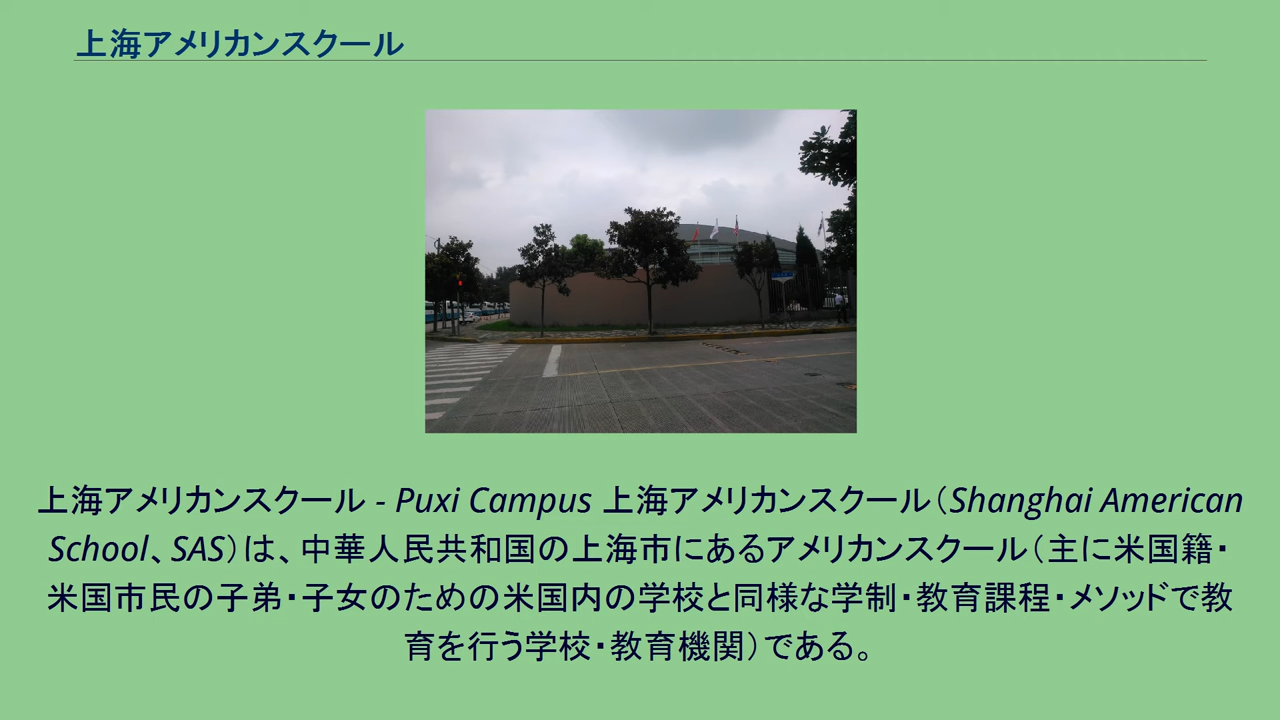 上海アメリカンスクール
上海アメリカンスクール - Puxi Campus 上海アメリカンスクール（Shanghai American
School、SAS）は、中華人民共和国の上海市にあるアメリカンスクール（主に米国籍・
米国市民の子弟・子女のための米国内の学校と同様な学制・教育課程・メソッドで教
育を行う学校・教育機関）である。